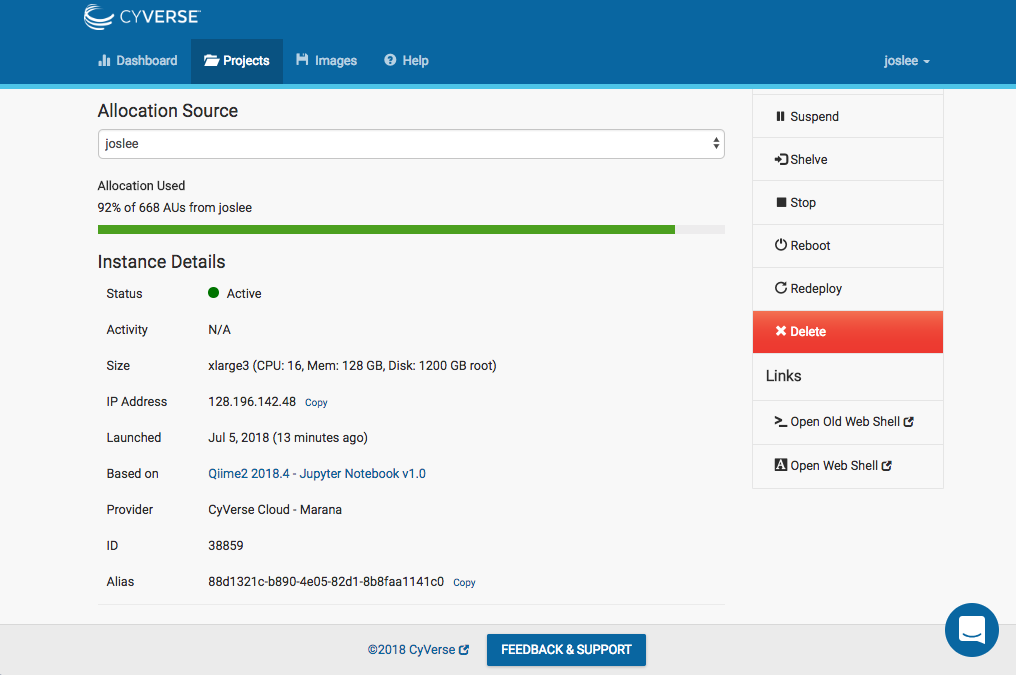 CYVERSE
Dashboard
Projects
Images
Help
joslee
Allocation Source
joslee
Allocation Used
92% of 668 AUs from joslee
Instance Details
Status Active
Activity N/A
Size xlarge3 (CPU: 16, Mem: 128 GB, Disk: 1200 GB root)
IP Address 128.196.142.48 Copy
Launched Jul 5, 2018 (13 minutes ago)
Based on Qiime2 2018.4 - Jupyter Notebook v1.0
Provider CyVerse Cloud - Marana
ID 38859
Alias 88d1321c-b890-4e05-82d1-8b8faa1141c0 Copy
Suspend
Shelve
Stop
Reboot
Redeploy
Delete
Links
Open Old Web Shell
Open Web Shell
©2018 CyVerse
FEEDBACK & SUPPORT